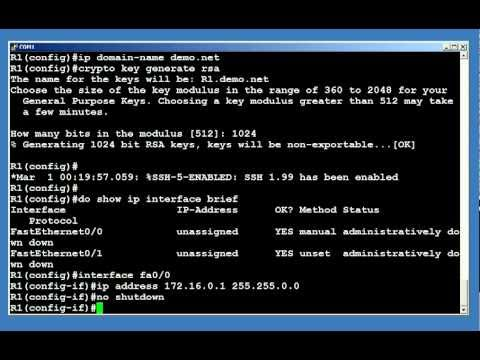 COM1
R1(config)#ip domain-name demo.net
R1(config)#crypto key generate rsa
The name for the keys will be: R1.demo.net
Choose the size of the key modulus in the range of 360 to 2048 for your
General Purpose Keys. Choosing a key modulus greater than 512 may take
a few minutes.
How many bits in the modulus [512]: 1024
% Generating 1024 bit RSA keys, keys will be non-exportable...[OK]
R1(config)#
*Mar 1 00:19:57.059: %SSH-5-ENABLED: SSH 1.99 has been enabled
R1(config)#
R1(config)#do show ip interface brief
Interface IP-Address OK? Method Status
Protocol
FastEthernet0/0 unassigned YES manual administratively do
wn down
FastEthernet0/1 unassigned YES unset administratively do
wn down
R1(config)#interface fa0/0
R1(config-if)#ip address 172.16.0.1 255.255.0.0
R1(config-if)#no shutdown
R1(config-if)#